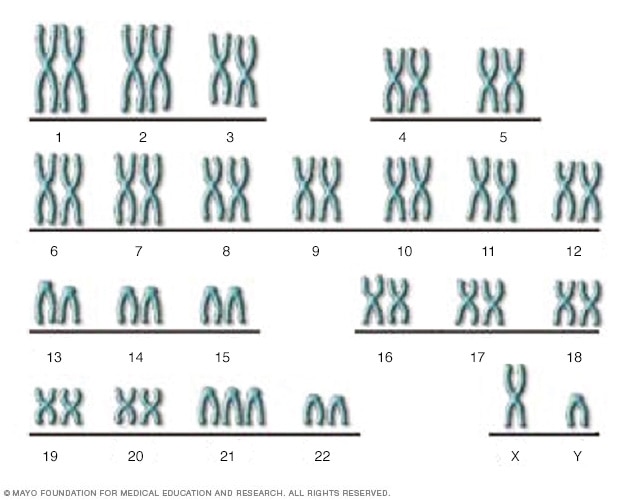 1 2 3 4 5
6 7 8 9 10 11 12
13 14 15 16 17 18
19 20 21 22 X Y
© MAYO FOUNDATION FOR MEDICAL EDUCATION AND RESEARCH. ALL RIGHTS RESERVED.